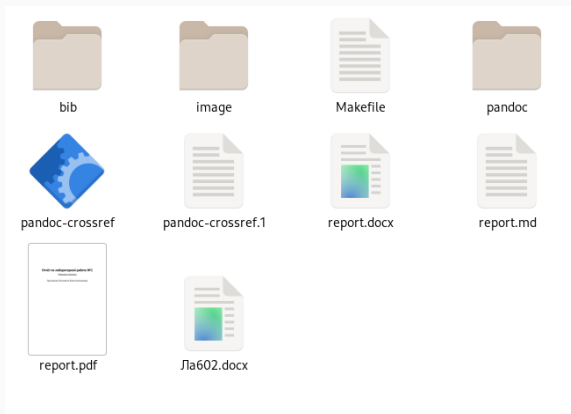 bib
image
Makefile
pandoc
pandoc-crossref
pandoc-crossref.1
report.docx
report.md
report.pdf
Ла602.docx